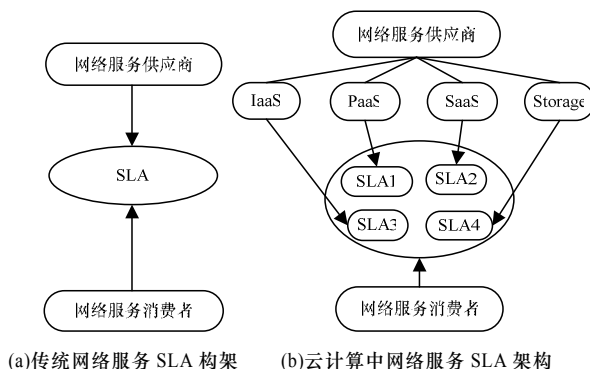 网络服务供应商
SLA
网络服务消费者
(a)传统网络服务 SLA 构架
网络服务供应商
IaaS
PaaS
SaaS
Storage
SLA1
SLA2
SLA3
SLA4
网络服务消费者
(b)云计算中网络服务 SLA 架构